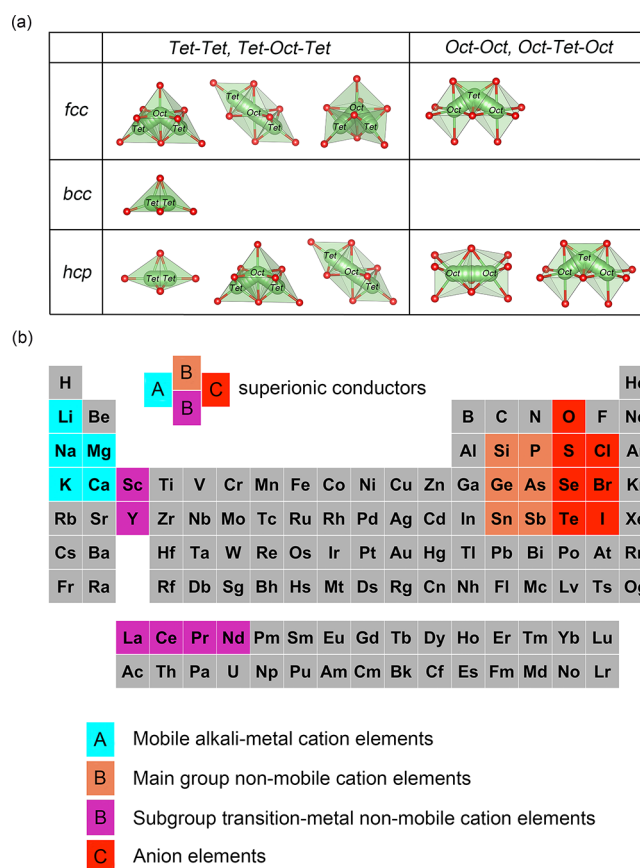 (a)
Tet-Tet, Tet-Oct-Tet Oct-Oct, Oct-Tet-Oct
fcc Oct Tet Tet Tet Oct Tet Oct Tet Tet Tet Oct Oct
bcc Tet Tet
hcp Tet Tet Oct Tet Tet Tet Oct Tet Oct Oct Tet Oct Oct
(b)
H
A B B C superionic conductors
Li Be B C N O F
Na Mg Al Si P S Cl
K Ca Sc Ti V Cr Mn Fe Co Ni Cu Zn Ga Ge As Se Br
Rb Sr Y Zr Nb Mo Tc Ru Rh Pd Ag Cd In Sn Sb Te I
Cs Ba Hf Ta W Re Os Ir Pt Au Hg Tl Pb Bi Po At
Fr Ra Rf Db Sg Bh Hs Mt Ds Rg Cn Nh Fl Mc Lv Ts
La Ce Pr Nd Pm Sm Eu Gd Tb Dy Ho Er Tm Yb Lu
Ac Th Pa U Np Pu Am Cm Bk Cf Es Fm Md No Lr
A Mobile alkali-metal cation elements
B Main group non-mobile cation elements
B Subgroup transition-metal non-mobile cation elements
C Anion elements